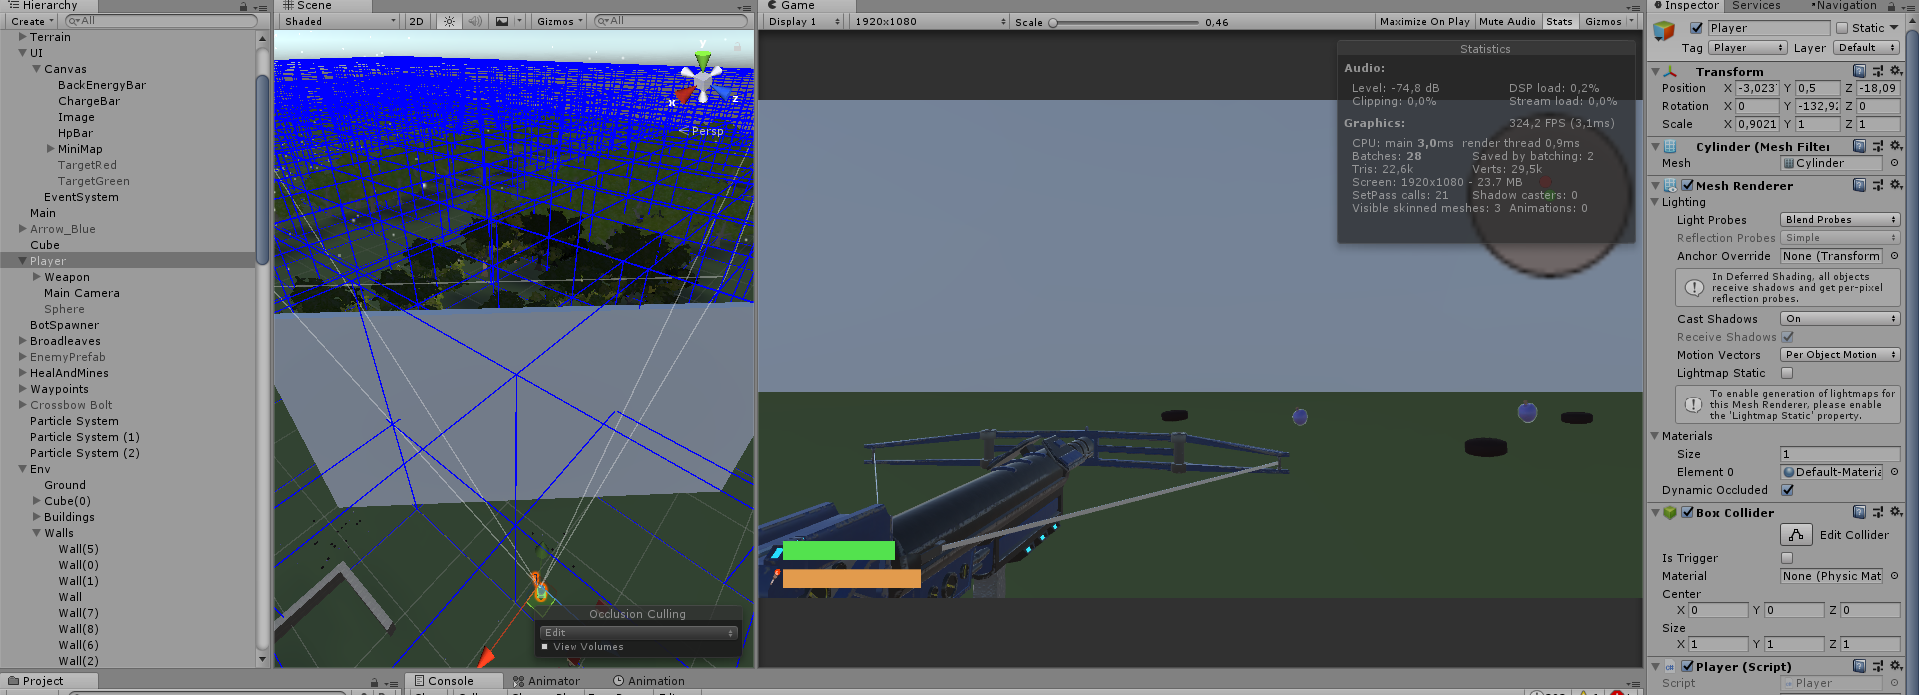 Hierarchy
Create
All
Terrain
UI
Canvas
BackEnergyBar
ChargeBar
Image
HpBar
MiniMap
TargetRed
TargetGreen
EventSystem
Main
Arrow_Blue
Cube
Player
Weapon
Main Camera
Sphere
BotSpawner
Broadleaves
EnemyPrefab
HealAndMines
Waypoints
Crossbow Bolt
Particle System
Particle System (1)
Particle System (2)
Env
Ground
Cube(0)
Buildings
Walls
Wall(5)
Wall(0)
Wall(1)
Wall
Wall(7)
Wall(8)
Wall(6)
Wall(2)
Project
Scene
Shaded
2D
Gizmos
All
y
x
z
Persp
Occlusion Culling
Edit
View Volumes
Console
Animator
Animation
Game
Display 1
1920x1080
Scale
0,46
Maximize On Play
Mute Audio
Stats
Gizmos
Statistics
Audio:
Level: -74,8 dB
DSP load: 0,2%
Clipping: 0,0%
Stream load: 0,0%
Graphics:
324,2 FPS (3,1ms)
CPU: main 3,0ms render thread 0,9ms
Batches: 28
Saved by batching: 2
Tris: 22,6k
Verts: 29,5k
Screen: 1920x1080 - 23.7 MB
SetPass calls: 21
Shadow casters: 0
Visible skinned meshes: 3 Animations: 0
Inspector
Services
Navigation
Player
Static
Tag
Player
Layer
Default
Transform
Position X -3,023 Y 0,5 Z -18,09
Rotation X 0 Y -132,92 Z 0
Scale X 0,9021 Y 1 Z 1
Cylinder (Mesh Filter
Mesh
Cylinder
Mesh Renderer
Lighting
Light Probes
Blend Probes
Reflection Probes
Simple
Anchor Override
None (Transform
In Deferred Shading, all objects
receive shadows and get per-pixel
reflection probes.
Cast Shadows
On
Receive Shadows
Motion Vectors
Per Object Motion
Lightmap Static
To enable generation of lightmaps for
this Mesh Renderer, please enable
the 'Lightmap Static' property.
Materials
Size
1
Element 0
Default-Materia
Dynamic Occluded
Box Collider
Edit Collider
Is Trigger
Material
None (Physic Mat
Center
X 0 Y 0 Z 0
Size
X 1 Y 1 Z 1
Player (Script)
Script
Player